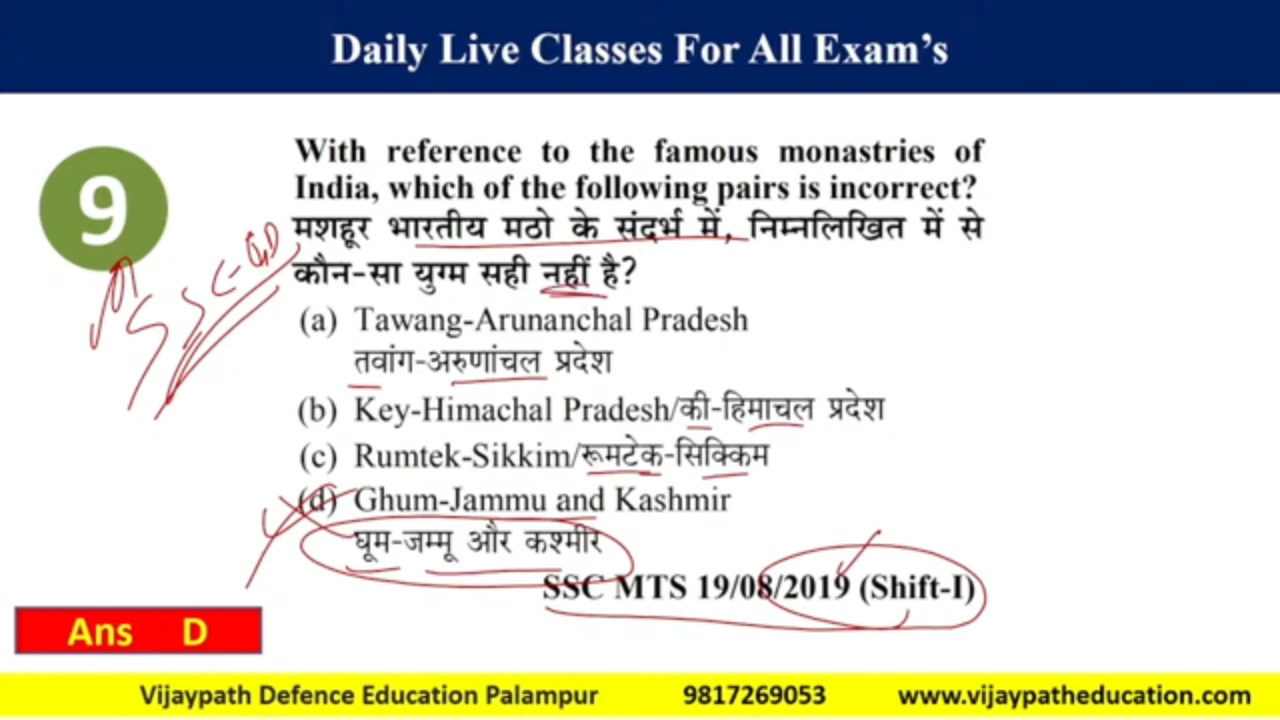 Daily Live Classes For All Exam's
9
With reference to the famous monastries of
India, which of the following pairs is incorrect?
मशहूर भारतीय मठो के संदर्भ में, निम्नलिखित में से
कौन-सा युग्म सही नहीं है?
(a) Tawang-Arunanchal Pradesh
तवांग-अरुणांचल प्रदेश
(b) Key-Himachal Pradesh/की-हिमाचल प्रदेश
(c) Rumtek-Sikkim/रूमटेक-सिक्किम
(d) Ghum-Jammu and Kashmir
घूम-जम्मू और कश्मीर
SSC MTS 19/08/2019 (Shift-I)
SSC-GD
Ans D
Vijaypath Defence Education Palampur 9817269053 www.vijaypatheducation.com